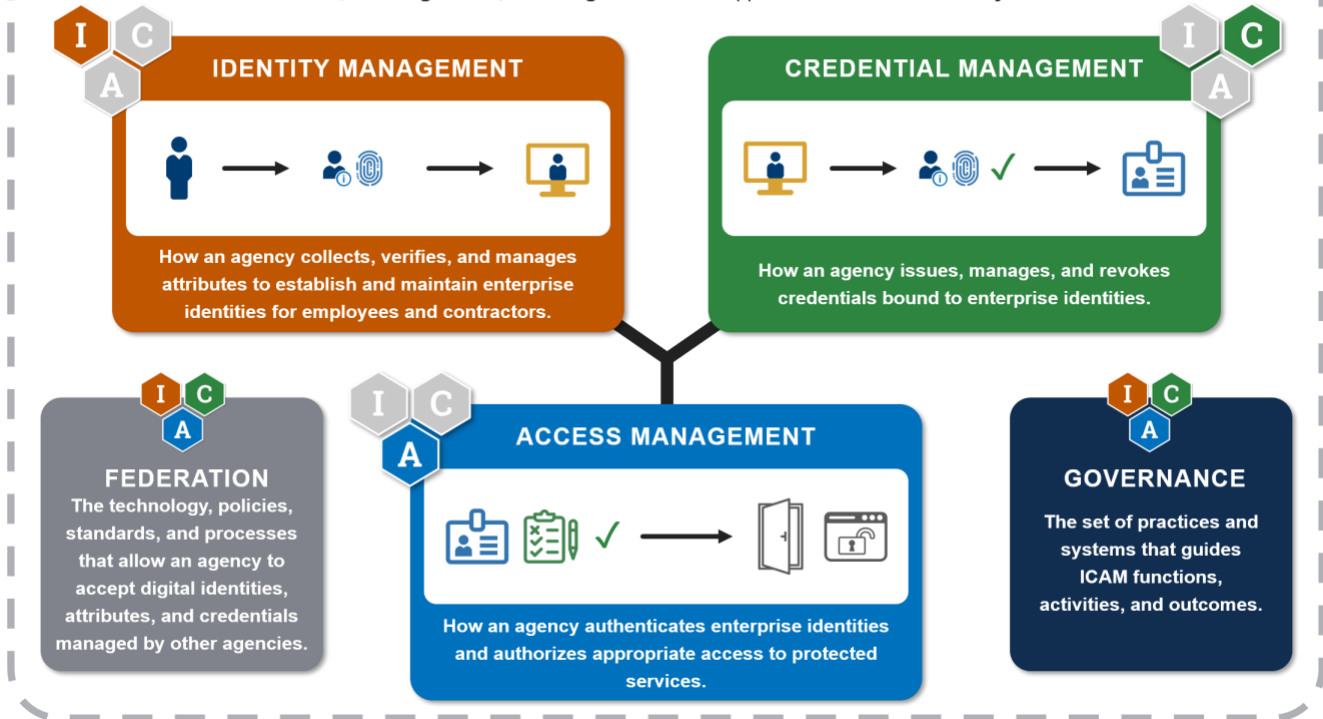 I C
A
IDENTITY MANAGEMENT
How an agency collects, verifies, and manages
attributes to establish and maintain enterprise
identities for employees and contractors.
CREDENTIAL MANAGEMENT
I C
A
How an agency issues, manages, and revokes
credentials bound to enterprise identities.
I C
A
FEDERATION
The technology, policies,
standards, and processes
that allow an agency to
accept digital identities,
attributes, and credentials
managed by other agencies.
I C
A
ACCESS MANAGEMENT
How an agency authenticates enterprise identities
and authorizes appropriate access to protected
services.
I C
A
GOVERNANCE
The set of practices and
systems that guides
ICAM functions,
activities, and outcomes.